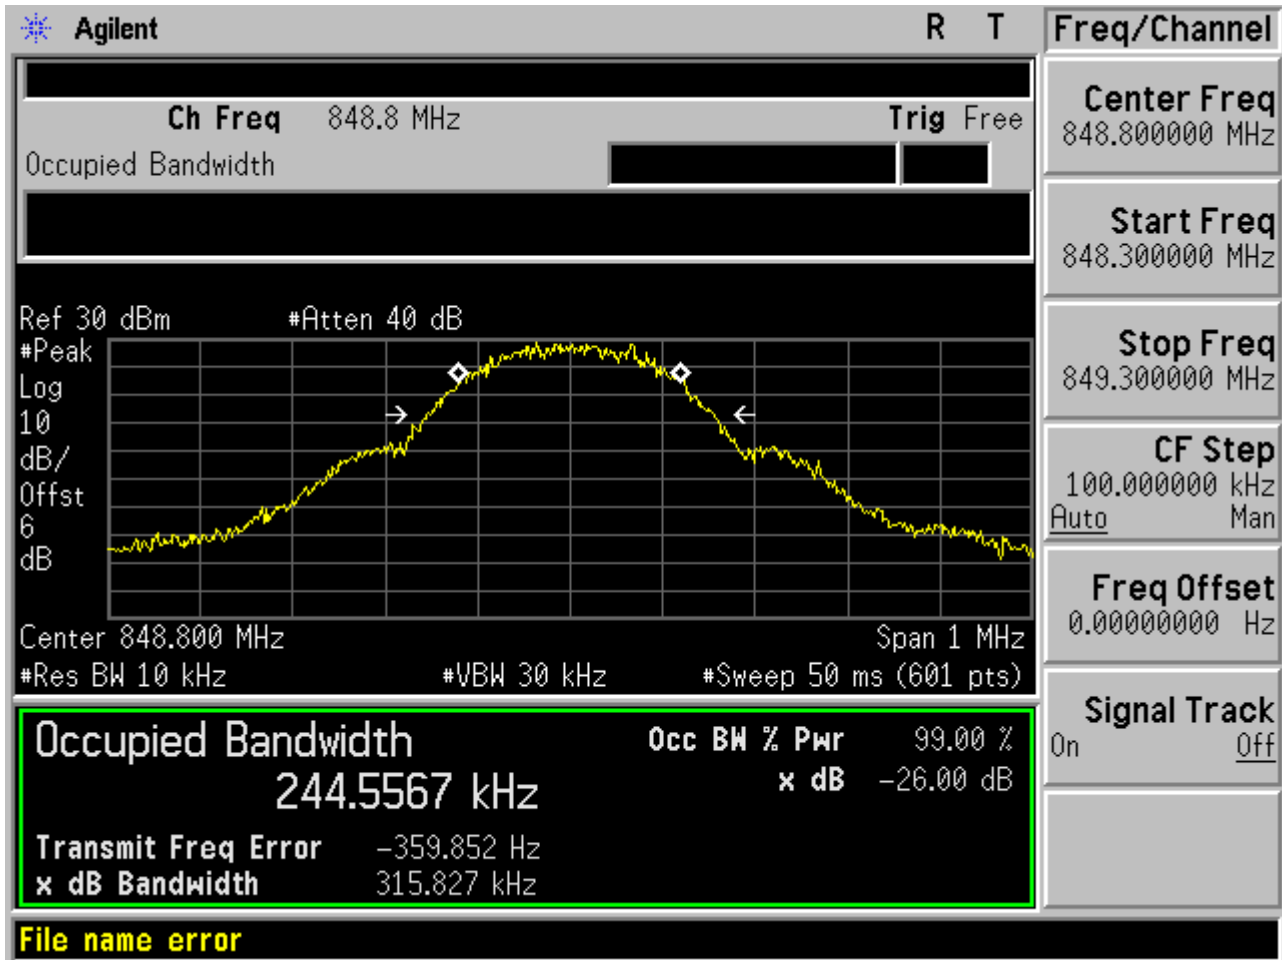 Agilent R T Freq/Channel
Ch Freq 848.8 MHz Trig Free
Occupied Bandwidth
Center Freq
848.800000 MHz
Start Freq
848.300000 MHz
Stop Freq
849.300000 MHz
CF Step
100.000000 kHz
Auto Man
Freq Offset
0.00000000 Hz
Signal Track
On Off
Ref 30 dBm #Atten 40 dB
#Peak
Log
10
dB/
Offst
6
dB
Center 848.800 MHz Span 1 MHz
#Res BW 10 kHz #VBW 30 kHz #Sweep 50 ms (601 pts)
Occupied Bandwidth
244.5567 kHz
Occ BW % Pwr 99.00 %
x dB -26.00 dB
Transmit Freq Error -359.852 Hz
x dB Bandwidth 315.827 kHz
File name error